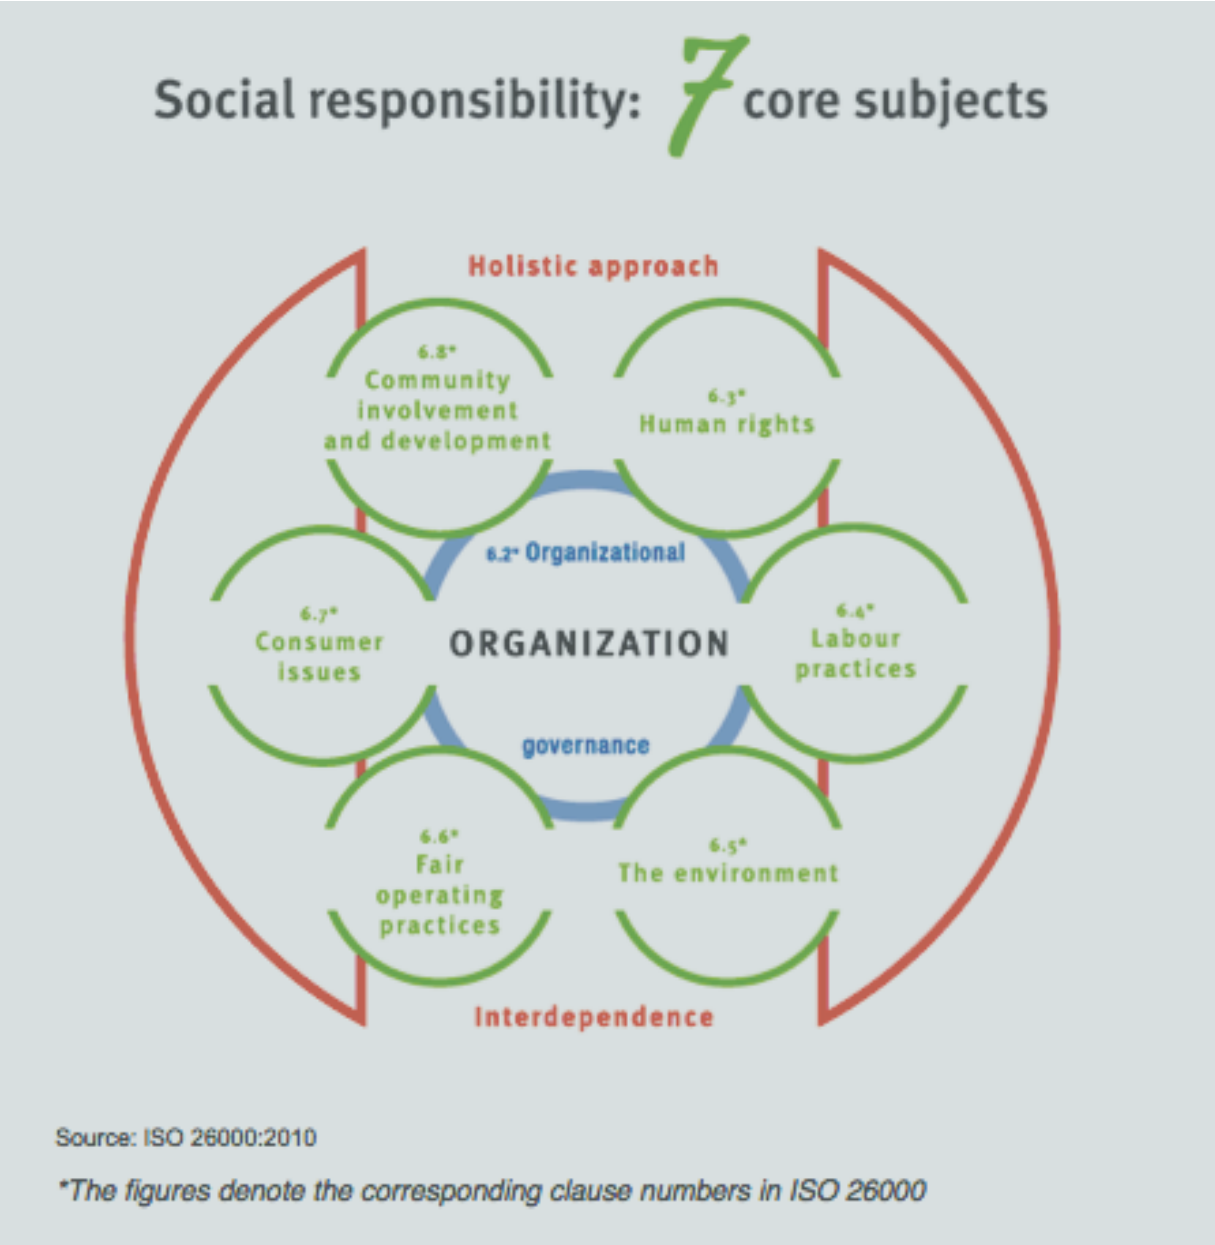 Social responsibility: 7 core subjects
Holistic approach
6.8*
Community
involvement
and development
6.3*
Human rights
6.2* Organizational
6.7*
Consumer
issues
ORGANIZATION
6.4*
Labour
practices
governance
6.6*
Fair
operating
practices
6.5*
The environment
Interdependence
Source: ISO 26000:2010
*The figures denote the corresponding clause numbers in ISO 26000